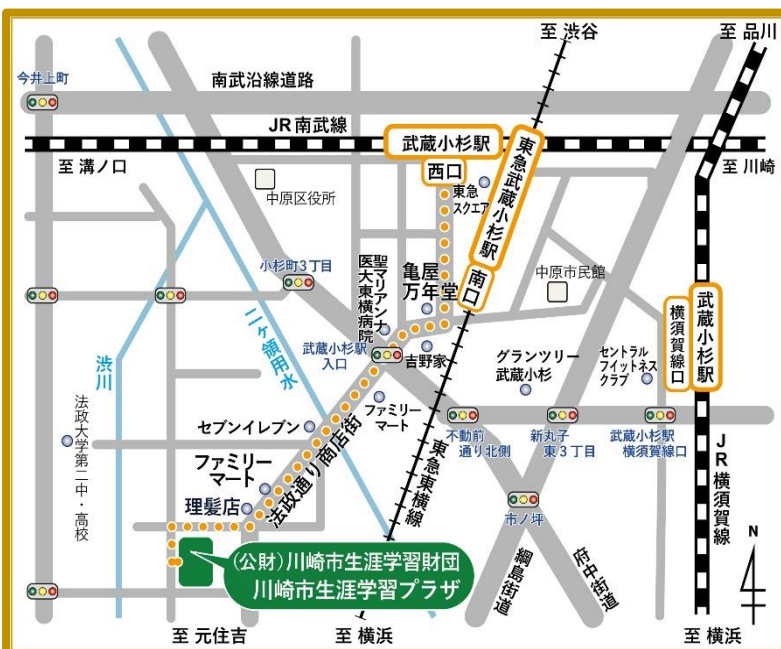 至 渋谷
至 品川
今井上町
南武沿線道路
JR南武線
武蔵小杉駅
西口
至 溝ノ口
至 川崎
東急武蔵小杉駅
南口
東急
スクエア
中原区役所
小杉町3丁目
聖マリアンナ
医大東横病院
亀屋
万年堂
中原市民館
武蔵小杉駅
横須賀線口
二ヶ領用水
渋川
武蔵小杉駅
入口
吉野家
グランツリー
武蔵小杉
セントラル
フィットネス
クラブ
法政大学第二中・高校
セブンイレブン
ファミリー
マート
不動前
通り北側
新丸子
東3丁目
武蔵小杉駅
横須賀線口
ファミリー
マート
理髪店
法政通り商店街
東急東横線
JR横須賀線
市ノ坪
綱島街道
府中街道
N
(公財)川崎市生涯学習財団
川崎市生涯学習プラザ
至 元住吉
至 横浜
至 横浜